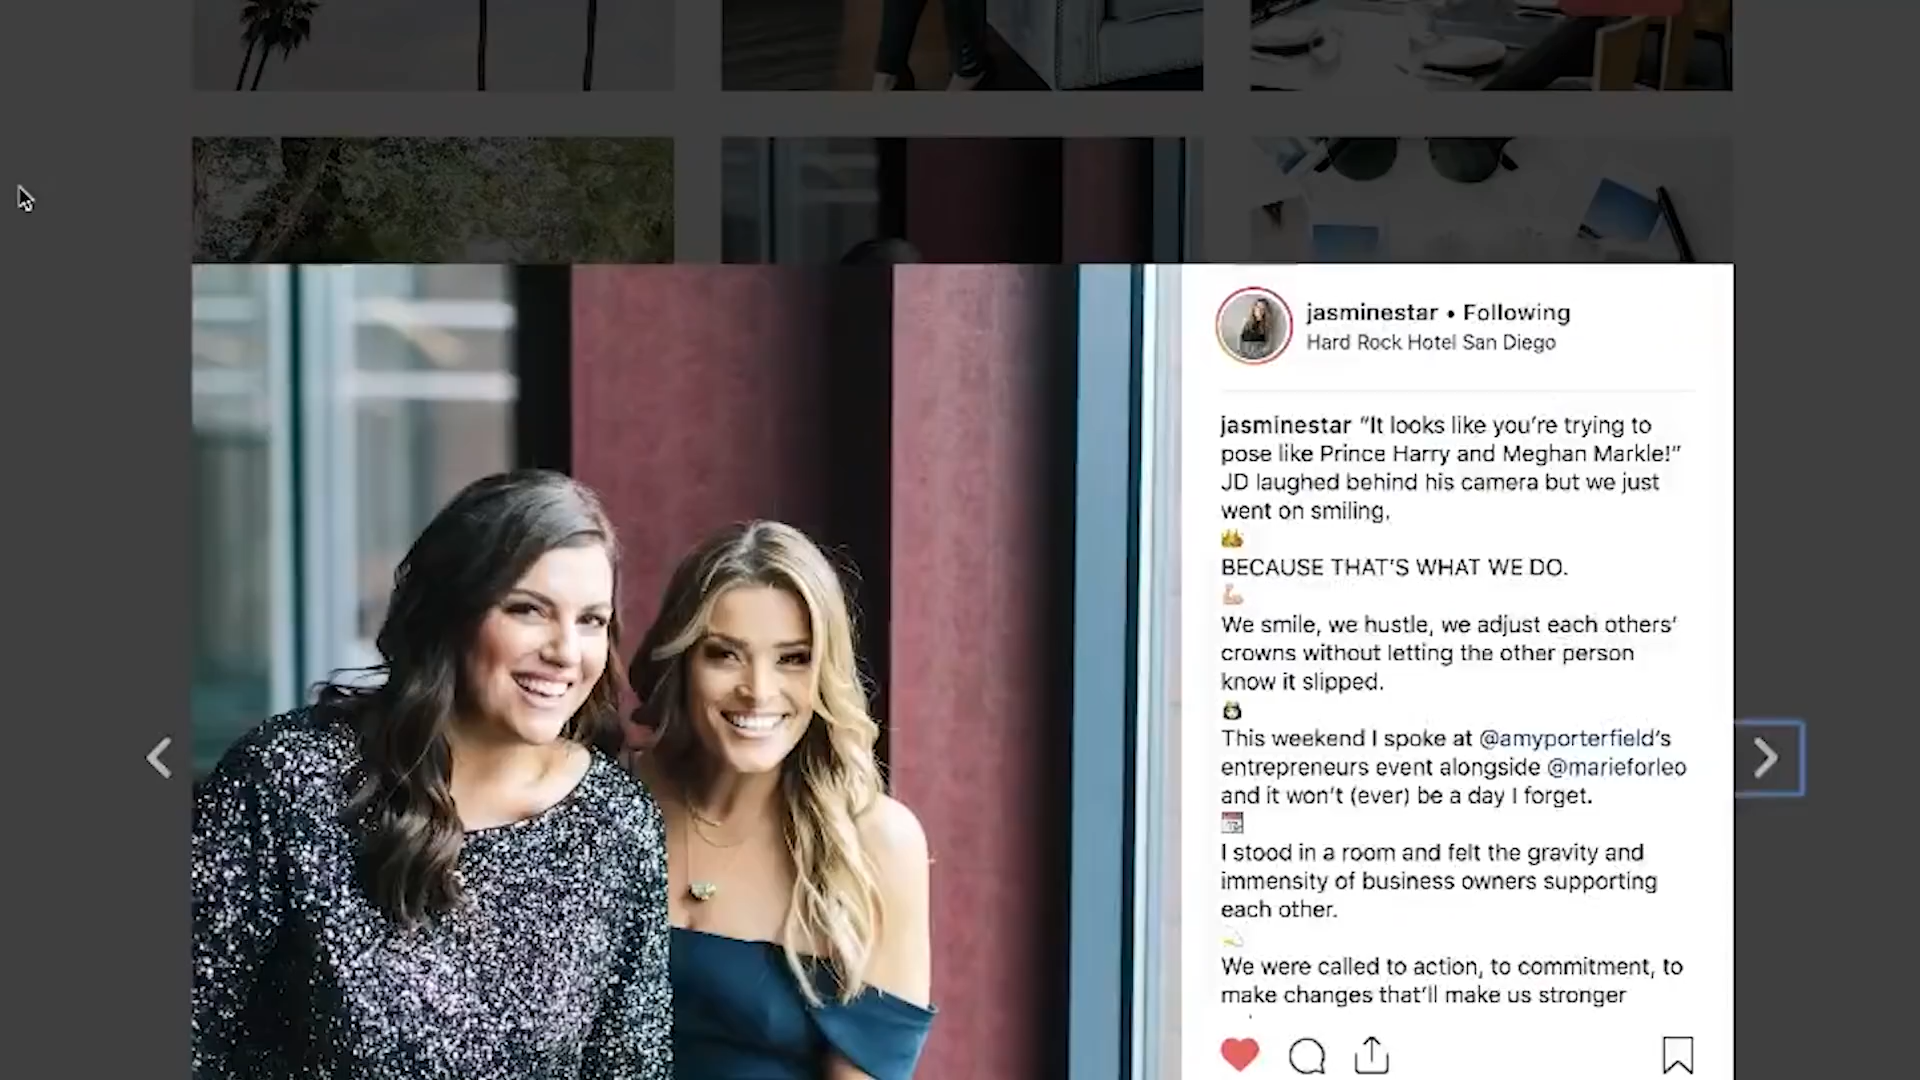 jasminestar • Following
Hard Rock Hotel San Diego
jasminestar “It looks like you’re trying to
pose like Prince Harry and Meghan Markle!”
JD laughed behind his camera but we just
went on smiling.
BECAUSE THAT’S WHAT WE DO.
We smile, we hustle, we adjust each others’
crowns without letting the other person
know it slipped.
This weekend I spoke at @amyporterfield’s
entrepreneurs event alongside @marieforleo
and it won’t (ever) be a day I forget.
I stood in a room and felt the gravity and
immensity of business owners supporting
each other.
We were called to action, to commitment, to
make changes that’ll make us stronger